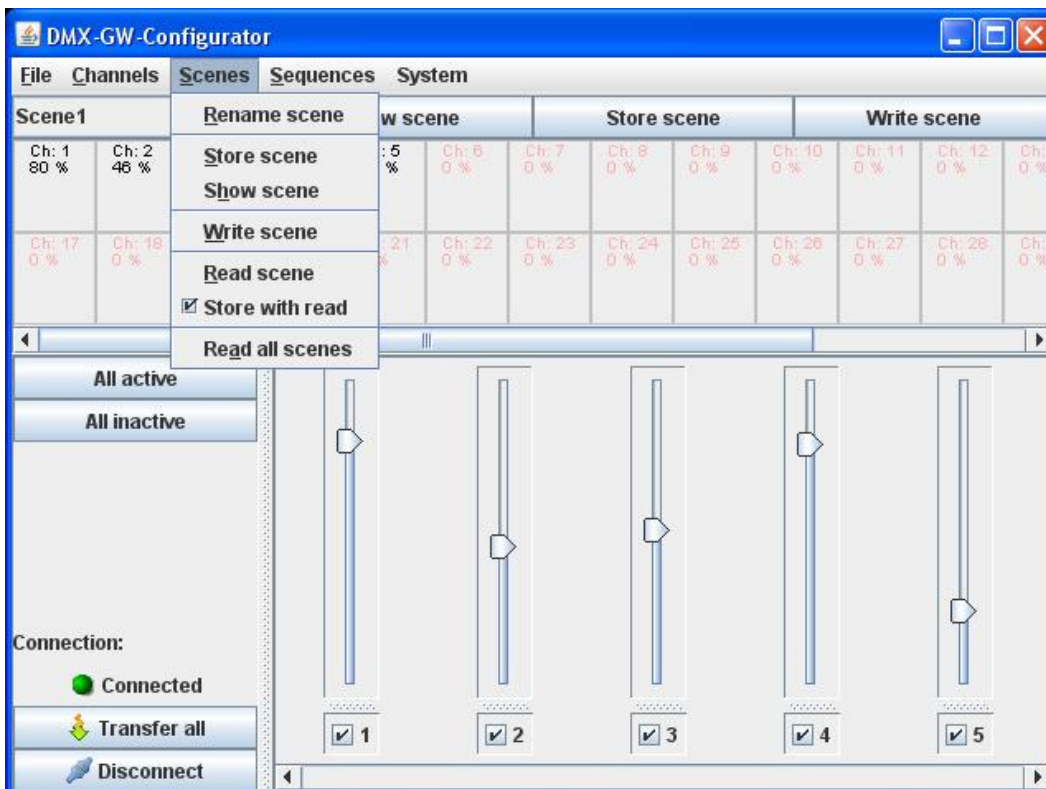 DMX-GW-Configurator
File Channels Scenes Sequences System
Scene1 w scene Store scene Write scene
Rename scene
Store scene
Show scene
Write scene
Read scene
Store with read
Read all scenes
Ch: 1 Ch: 2 : 5 Ch: 6 Ch: 7 Ch: 8 Ch: 9 Ch: 10 Ch: 11 Ch: 12 Ch:
80 % 46 % % 0 % 0 % 0 % 0 % 0 % 0 % 0 % 0 %
Ch: 17 Ch: 18 : 21 Ch: 22 Ch: 23 Ch: 24 Ch: 25 Ch: 26 Ch: 27 Ch: 28 Ch:
0 % 0 % % 0 % 0 % 0 % 0 % 0 % 0 % 0 % 0 %
All active
All inactive
Connection:
Connected
Transfer all
Disconnect
1 2 3 4 5